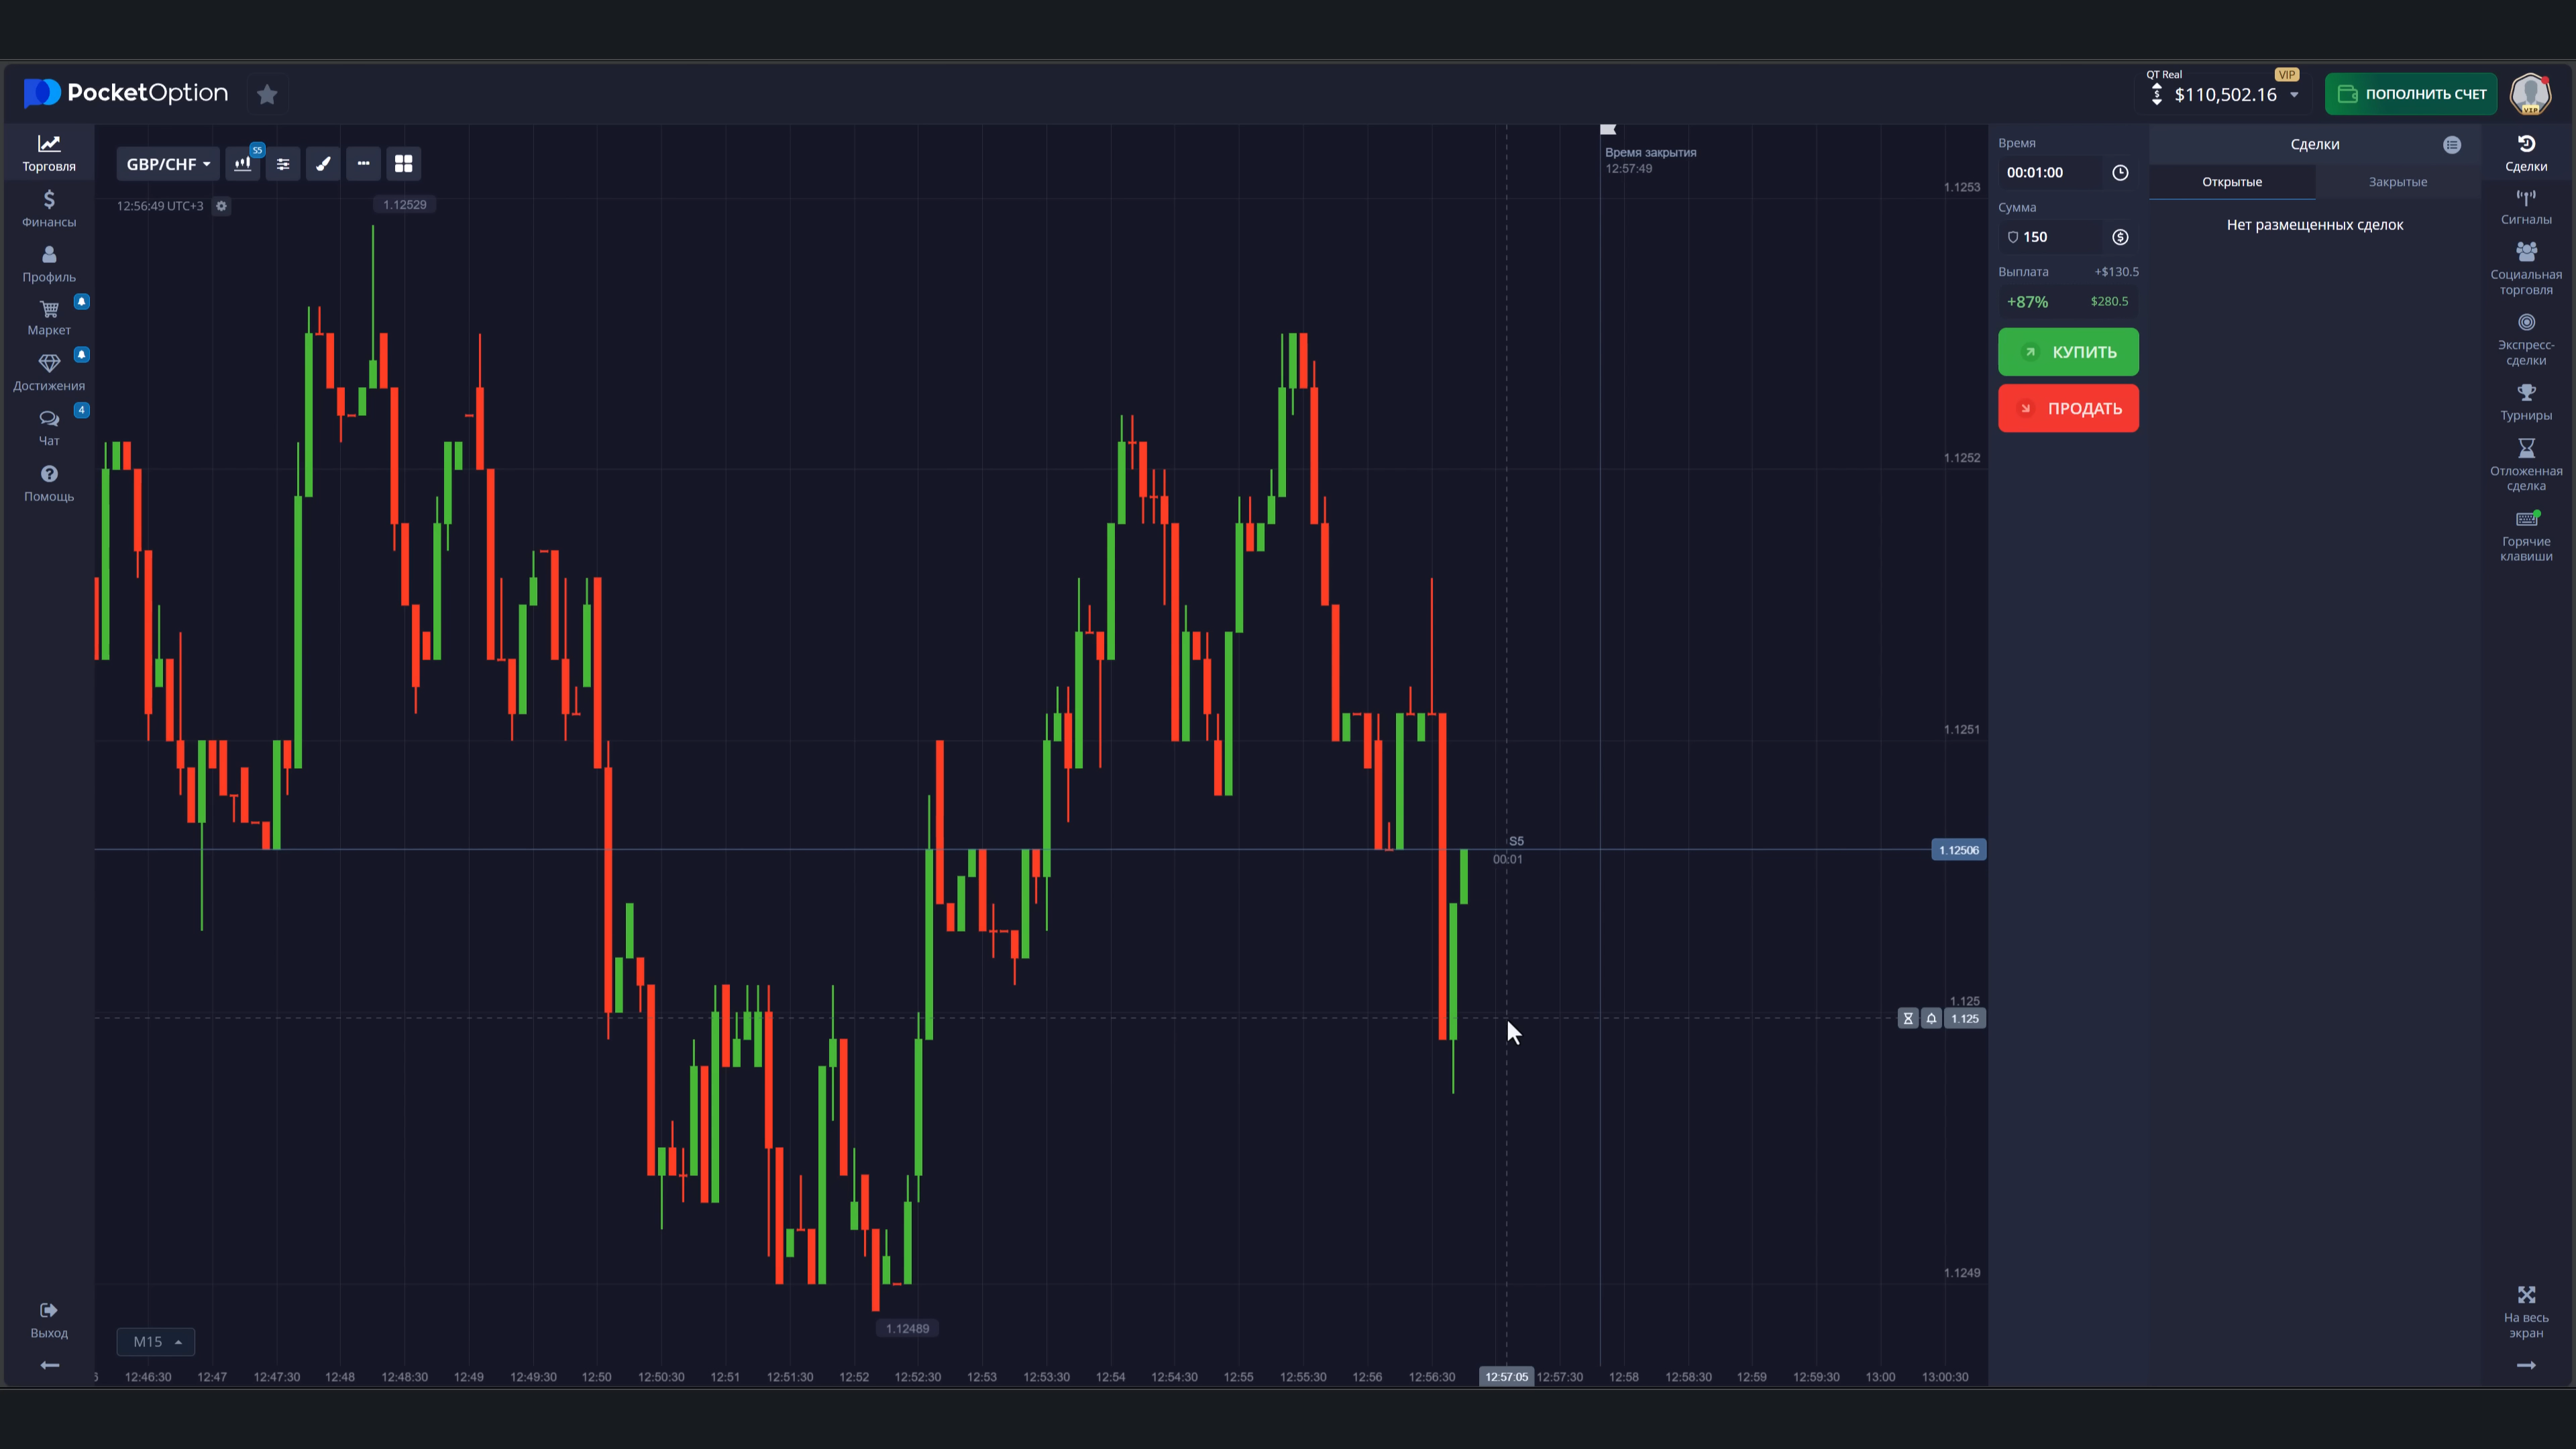 PocketOption
QT Real
VIP
$110,502.16
ПОПОЛНИТЬ СЧЕТ
VIP
Торговля
Финансы
Профиль
Маркет
Достижения
4
Чат
Помощь
Выход
GBP/CHF
S5
12:56:49 UTC+3
1.12529
Время закрытия
12:57:49
1.1253
1.1252
1.1251
S5
00:01
1.12506
1.125
1.125
1.1249
1.12489
M15
12:46:30
12:47
12:47:30
12:48
12:48:30
12:49
12:49:30
12:50
12:50:30
12:51
12:51:30
12:52
12:52:30
12:53
12:53:30
12:54
12:54:30
12:55
12:55:30
12:56
12:56:30
12:57:05
12:57:30
12:58
12:58:30
12:59
12:59:30
13:00
13:00:30
Время
00:01:00
Сумма
150
Выплата +$130.5
+87% $280.5
КУПИТЬ
ПРОДАТЬ
Сделки
Открытые
Закрытые
Нет размещенных сделок
Сделки
Сигналы
Социальная
торговля
Экспресс-
сделки
Турниры
Отложенная
сделка
Горячие
клавиши
На весь
экран